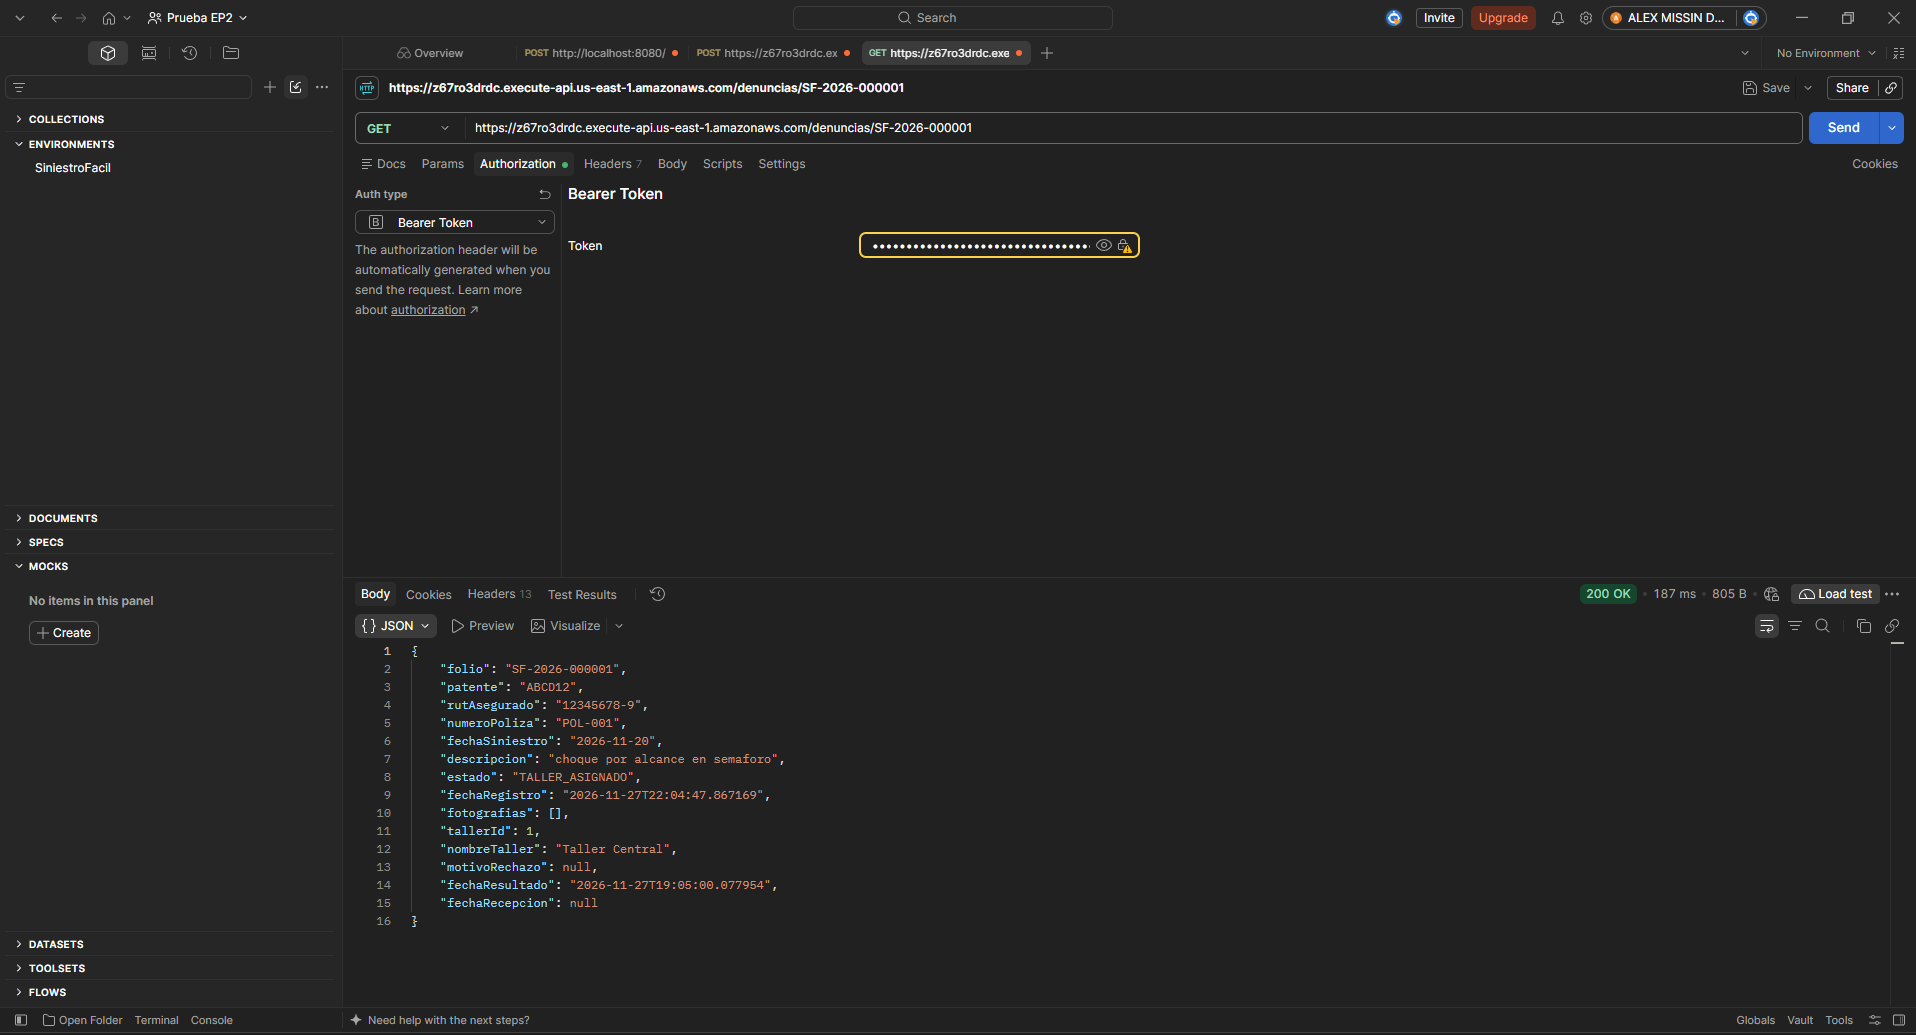 Prueba EP2
Search
Invite
Upgrade
ALEX MISSIN D...
Overview
POST http://localhost:8080/
POST https://z67ro3drdc.ex
GET https://z67ro3drdc.exe
No Environment
https://z67ro3drdc.execute-api.us-east-1.amazonaws.com/denuncias/SF-2026-000001
Save
Share
COLLECTIONS
ENVIRONMENTS
SiniestroFacil
GET
https://z67ro3drdc.execute-api.us-east-1.amazonaws.com/denuncias/SF-2026-000001
Send
Docs
Params
Authorization
Headers 7
Body
Scripts
Settings
Cookies
Auth type
Bearer Token
The authorization header will be
automatically generated when you
send the request. Learn more
about authorization
Bearer Token
Token
DOCUMENTS
SPECS
MOCKS
No items in this panel
Create
DATASETS
TOOLSETS
FLOWS
Body
Cookies
Headers 13
Test Results
200 OK
187 ms
805 B
Load test
{} JSON
Preview
Visualize
1 {
2 "folio": "SF-2026-000001",
3 "patente": "ABCD12",
4 "rutAsegurado": "12345678-9",
5 "numeroPoliza": "POL-001",
6 "fechaSiniestro": "2026-11-20",
7 "descripcion": "choque por alcance en semaforo",
8 "estado": "TALLER_ASIGNADO",
9 "fechaRegistro": "2026-11-27T22:04:47.867169",
10 "fotografias": [],
11 "tallerId": 1,
12 "nombreTaller": "Taller Central",
13 "motivoRechazo": null,
14 "fechaResultado": "2026-11-27T19:05:00.077954",
15 "fechaRecepcion": null
16 }
Open Folder
Terminal
Console
Need help with the next steps?
Globals
Vault
Tools